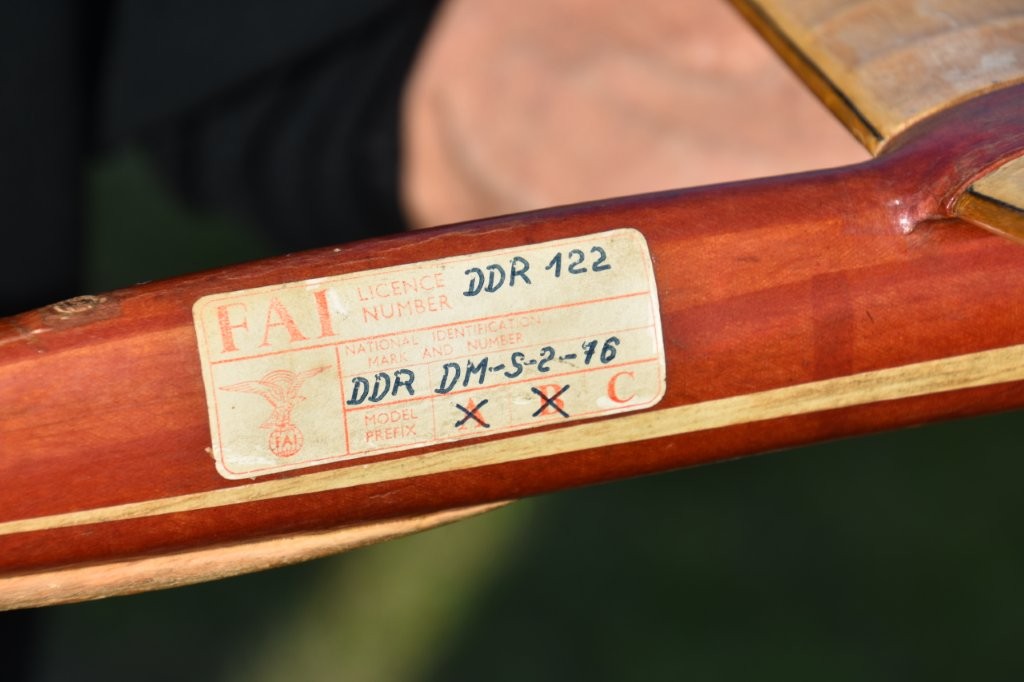 FAI LICENCE NUMBER DDR 122
NATIONAL IDENTIFICATION
MARK AND NUMBER
DDR DM-S-2-76
FAI
MODEL PREFIX A B C